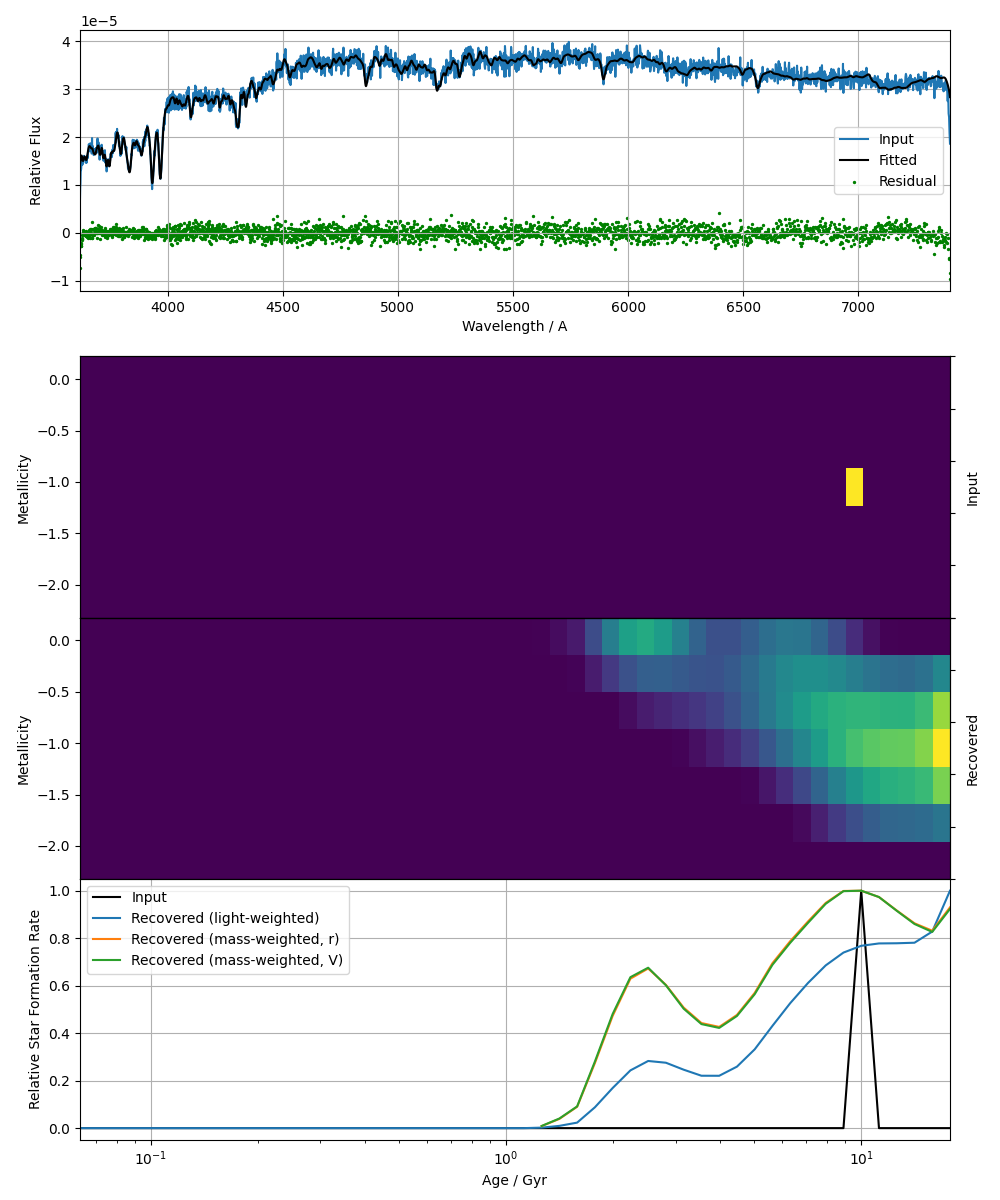 1e−5
4
3
2
1
0
−1
Relative Flux
Input
Fitted
Residual
4000 4500 5000 5500 6000 6500 7000
Wavelength / A
0.0
−0.5
−1.0
−1.5
−2.0
Metallicity
Input
0.0
−0.5
−1.0
−1.5
−2.0
Metallicity
Recovered
1.0
0.8
0.6
0.4
0.2
0.0
Relative Star Formation Rate
Input
Recovered (light-weighted)
Recovered (mass-weighted, r)
Recovered (mass-weighted, V)
10⁻¹ 10⁰ 10¹
Age / Gyr